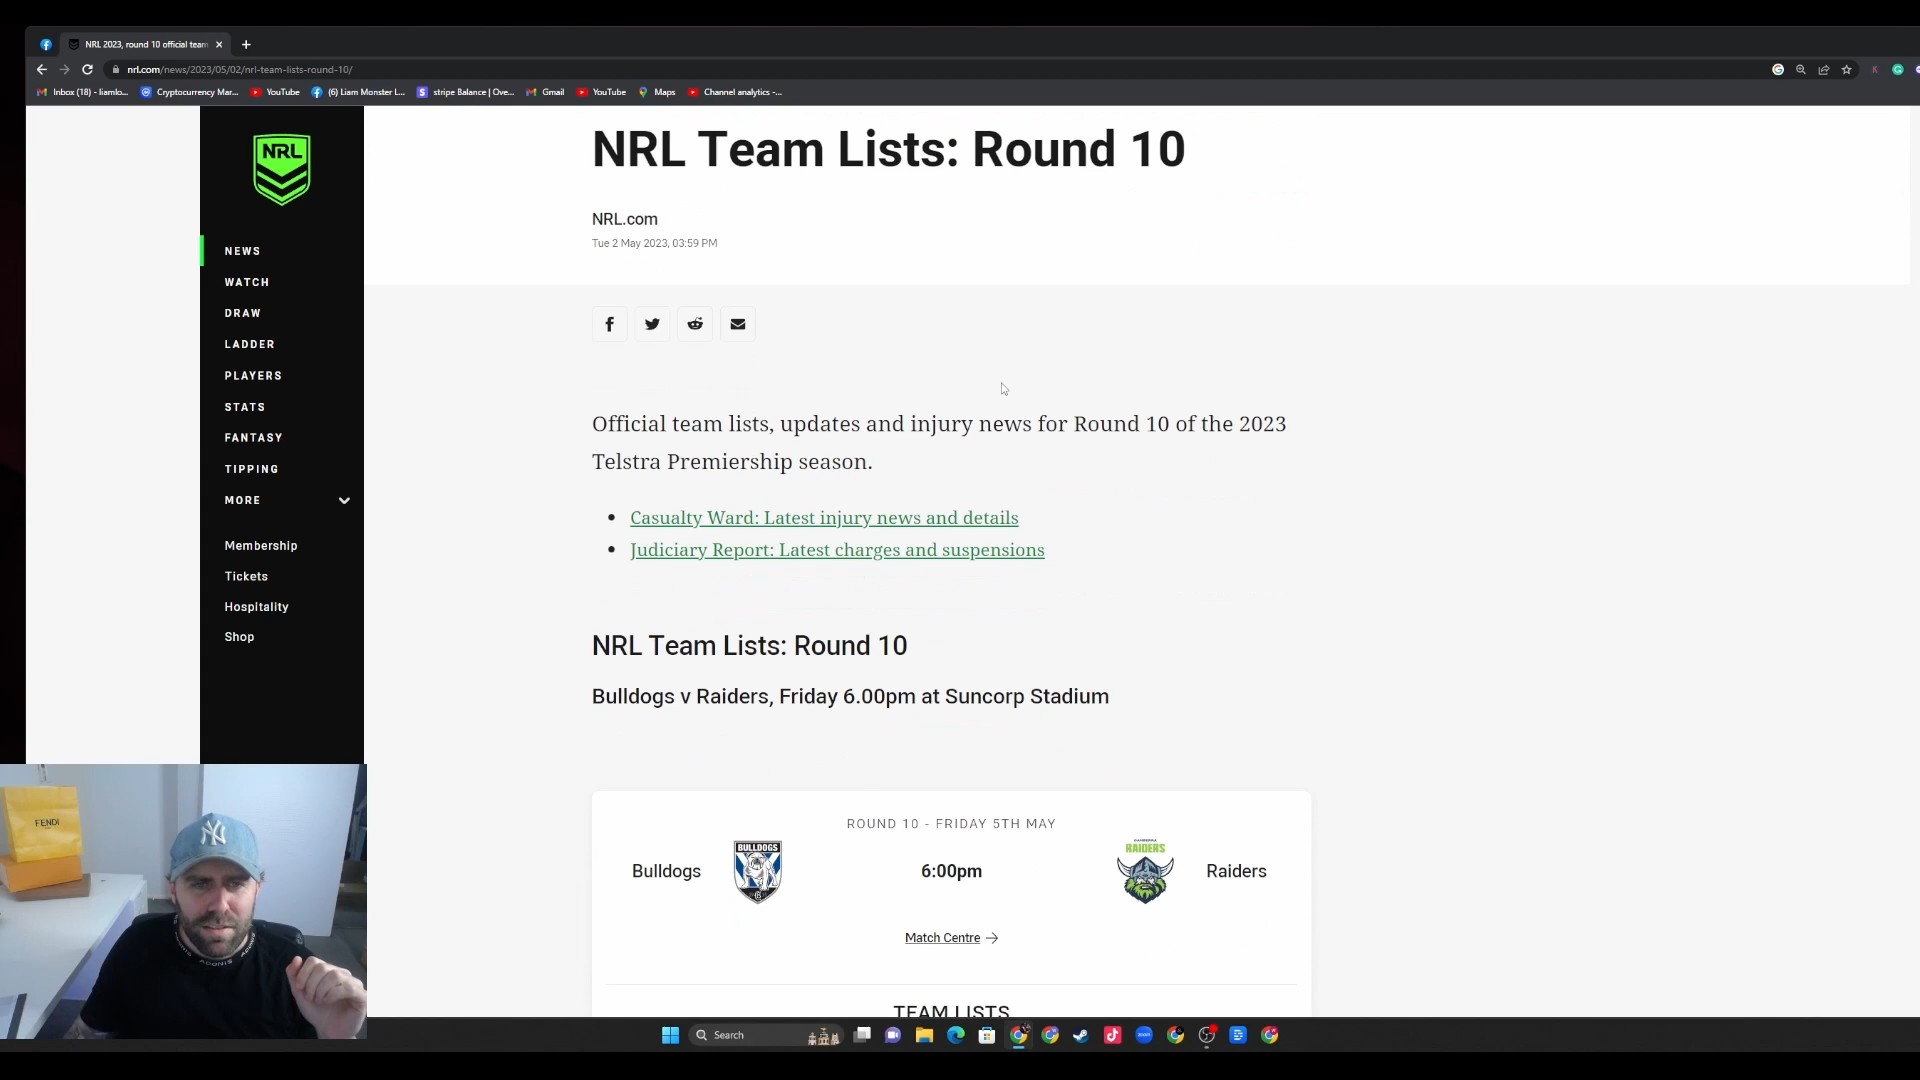 NRL 2023, round 10 official team
nrl.com/news/2023/05/02/nrl-team-lists-round-10/
Inbox (18) - liamlo... Cryptocurrency Mar... YouTube (6) Liam Monster L... stripe Balance | Ove... Gmail YouTube Maps Channel analytics -...
NRL
NEWS
WATCH
DRAW
LADDER
PLAYERS
STATS
FANTASY
TIPPING
MORE
Membership
Tickets
Hospitality
Shop
NRL Team Lists: Round 10
NRL.com
Tue 2 May 2023, 03:59 PM
Official team lists, updates and injury news for Round 10 of the 2023
Telstra Premiership season.
• Casualty Ward: Latest injury news and details
• Judiciary Report: Latest charges and suspensions
NRL Team Lists: Round 10
Bulldogs v Raiders, Friday 6.00pm at Suncorp Stadium
ROUND 10 - FRIDAY 5TH MAY
Bulldogs BULLDOGS 6:00pm RAIDERS Raiders
Match Centre
TEAM LISTS
FENDI
NY
ADONIS
Search